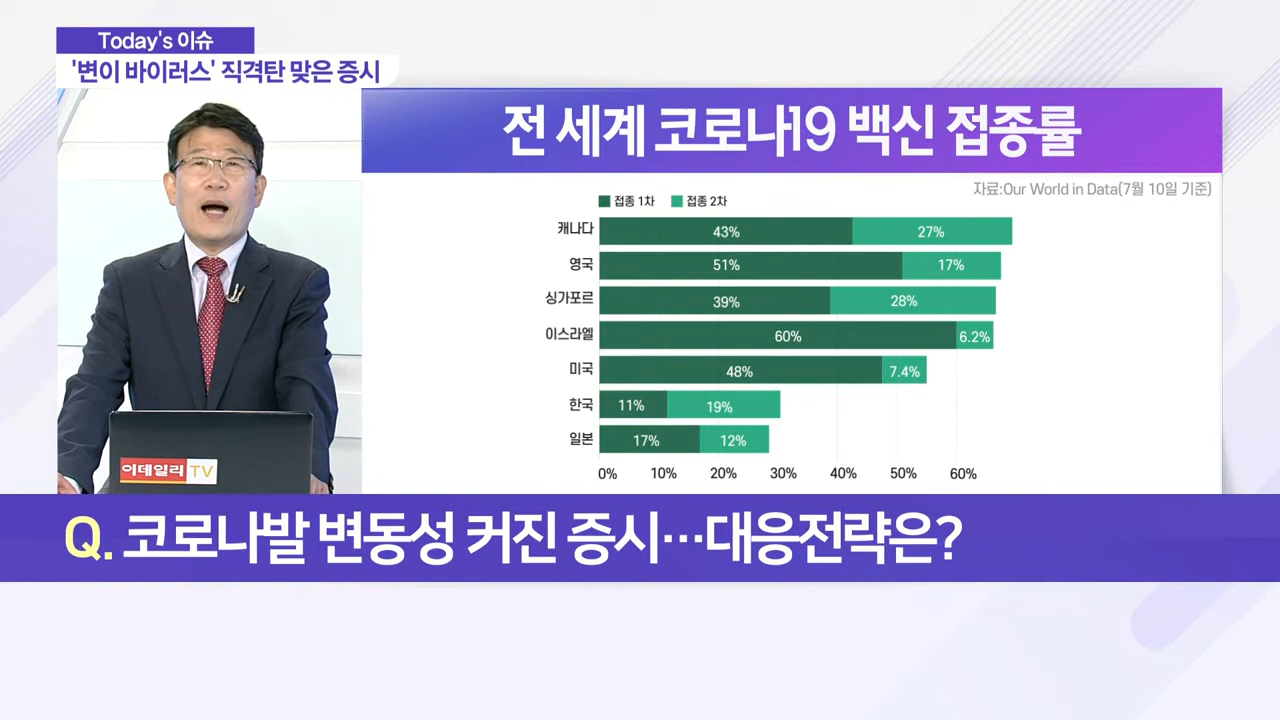 Today's 이슈
'변이 바이러스' 직격탄 맞은 증시
전 세계 코로나19 백신 접종률
자료:Our World in Data(7월 10일 기준)
접종 1차 접종 2차
캐나다 43% 27%
영국 51% 17%
싱가포르 39% 28%
이스라엘 60% 6.2%
미국 48% 7.4%
한국 11% 19%
일본 17% 12%
0% 10% 20% 30% 40% 50% 60%
이데일리 TV
Q. 코로나발 변동성 커진 증시…대응전략은?